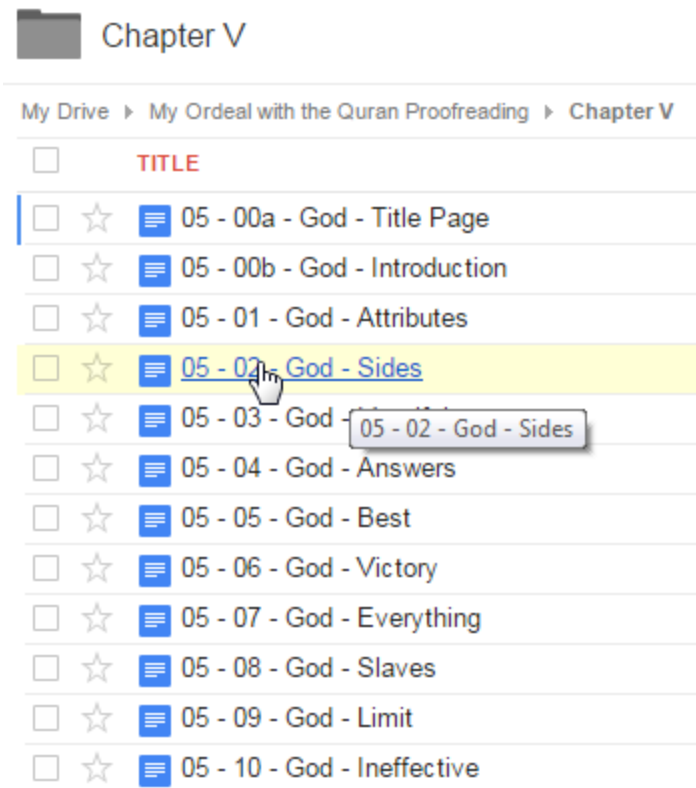 Chapter V
My Drive ▸ My Ordeal with the Quran Proofreading ▸ Chapter V
TITLE
05 - 00a - God - Title Page
05 - 00b - God - Introduction
05 - 01 - God - Attributes
05 - 02 - God - Sides
05 - 03 - God -
05 - 02 - God - Sides
05 - 04 - God - Answers
05 - 05 - God - Best
05 - 06 - God - Victory
05 - 07 - God - Everything
05 - 08 - God - Slaves
05 - 09 - God - Limit
05 - 10 - God - Ineffective